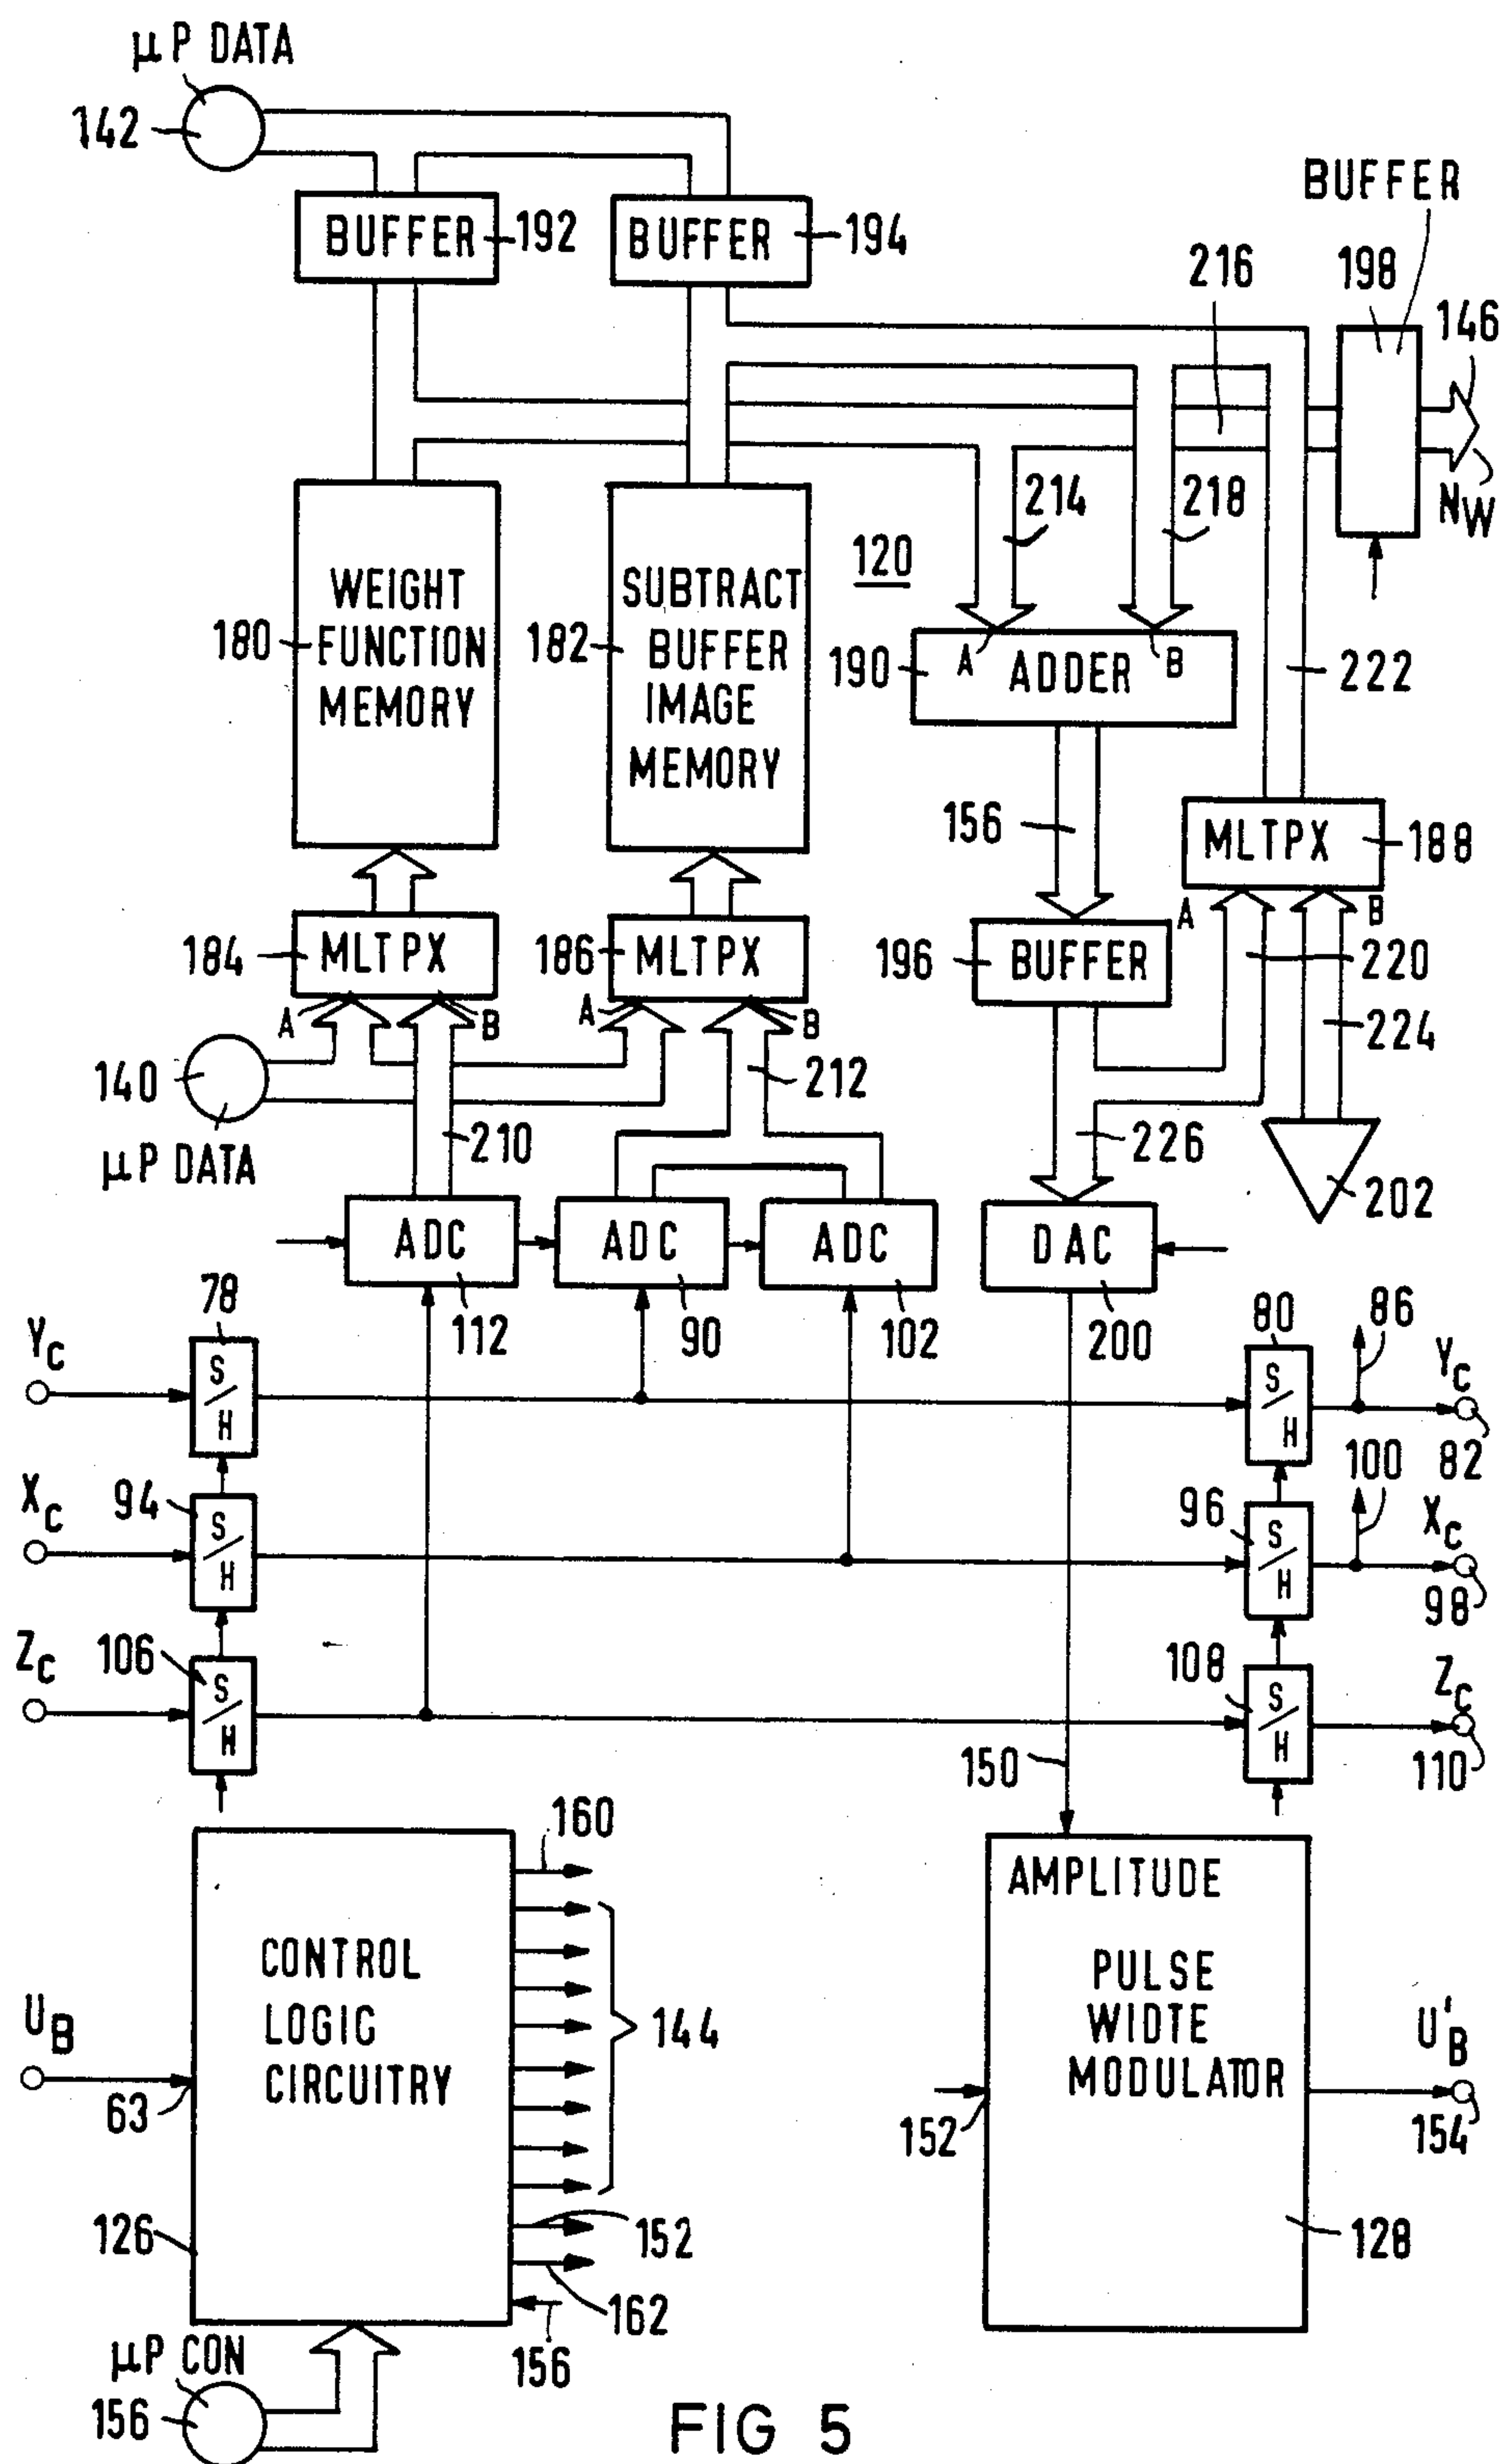 μP DATA
142
BUFFER
192
BUFFER
194
BUFFER
216
198
146
NW
214
218
120
WEIGHT
FUNCTION
MEMORY
180
SUBTRACT
BUFFER
IMAGE
MEMORY
182
190
A
ADDER
B
222
156
MLTPX
188
184
MLTPX
A
B
186
MLTPX
A
B
196
BUFFER
A
B
220
140
μP DATA
212
224
210
226
202
ADC
112
ADC
90
ADC
102
DAC
200
78
YC
S/H
80
S/H
86
YC
82
XC
94
S/H
96
S/H
100
XC
98
ZC
106
S/H
108
S/H
ZC
110
150
160
CONTROL
LOGIC
CIRCUITRY
144
UB
63
126
152
162
156
μP CON
156
AMPLITUDE
PULSE
WIDTE
MODULATOR
152
U'B
154
128
FIG 5